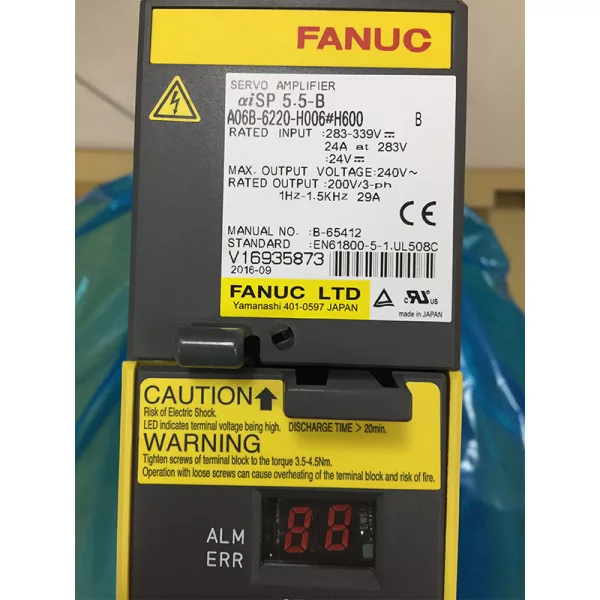 FANUC
SERVO AMPLIFIER
αiSP 5.5-B
A06B-6220-H006#H600 B
RATED INPUT :283-339V⎓
24A at 283V
:24V⎓
MAX. OUTPUT VOLTAGE:240V~
RATED OUTPUT :200V/3-ph
1Hz-1.5KHz 29A
CE
MANUAL NO. :B-65412
STANDARD :EN61800-5-1.UL508C
V16935873
2016-09
FANUC LTD
Yamanashi 401-0597 JAPAN
c UR us
made in JAPAN
CAUTION
Risk of Electric Shock.
LED indicates terminal voltage being high. DISCHARGE TIME > 20min.
WARNING
Tighten screws of terminal block to the torque 3.5-4.5Nm.
Operation with loose screws can cause overheating of the terminal block and risk of fire.
ALM
ERR
88